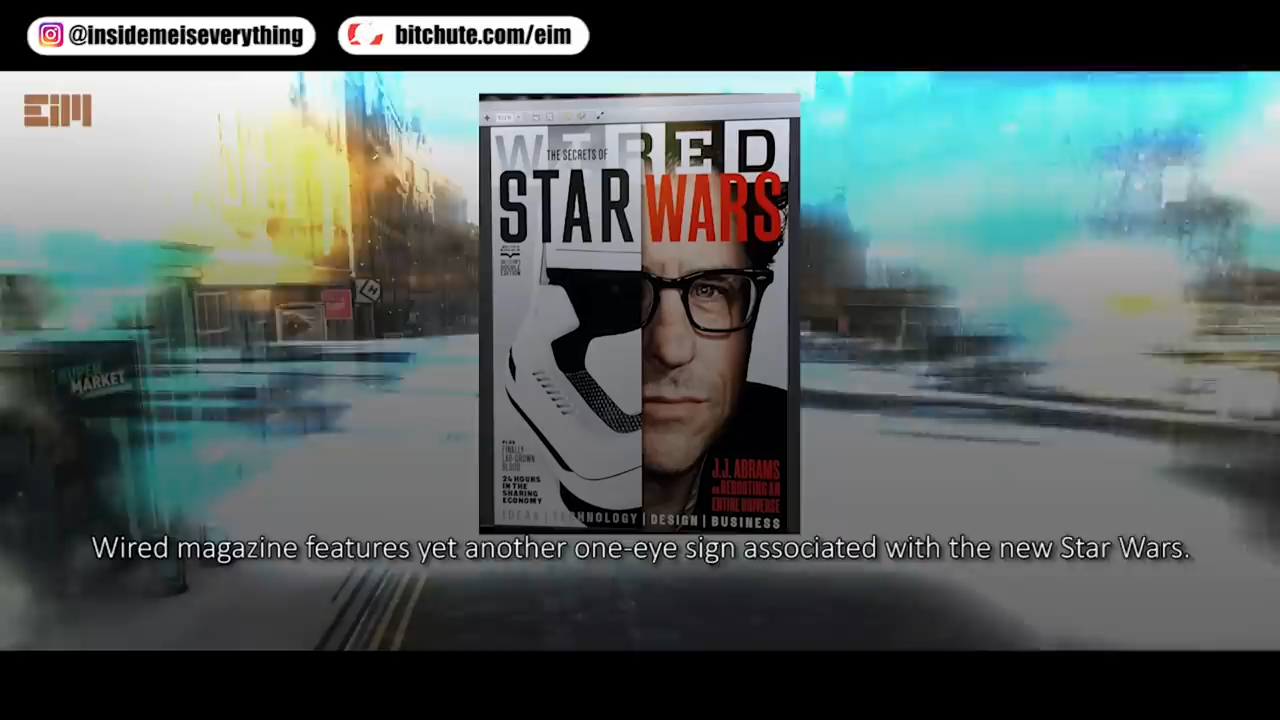 @insidemeiseverything
bitchute.com/eim
EiM
WIRED
THE SECRETS OF
STAR WARS
SUPER
MARKET
PLUS
FINALLY
LAB-GROWN
BLOOD
24 HOURS
IN THE
SHARING
ECONOMY
J.J. ABRAMS
ON REBOOTING AN
ENTIRE UNIVERSE
IDEAS | TECHNOLOGY | DESIGN | BUSINESS
Wired magazine features yet another one-eye sign associated with the new Star Wars.